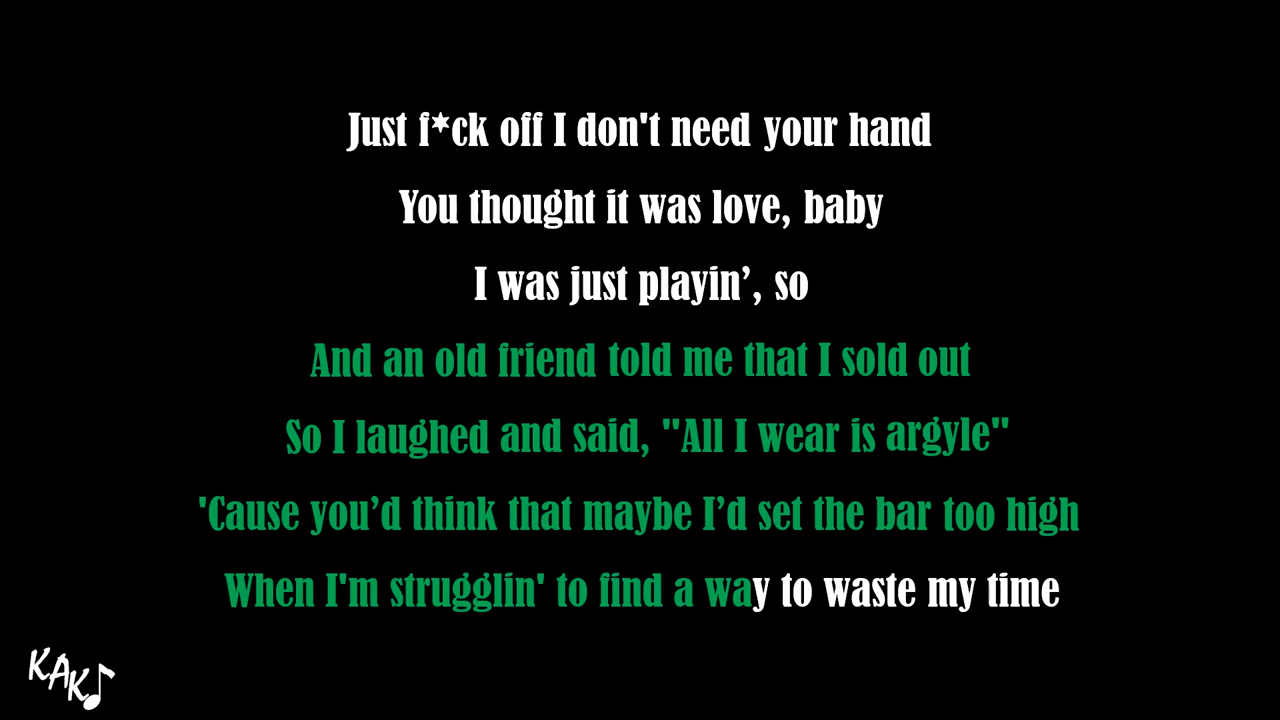 Just f*ck off I don't need your hand
You thought it was love, baby
I was just playin’, so
And an old friend told me that I sold out
So I laughed and said, "All I wear is argyle"
'Cause you’d think that maybe I’d set the bar too high
When I'm strugglin' to find a way to waste my time
KAK